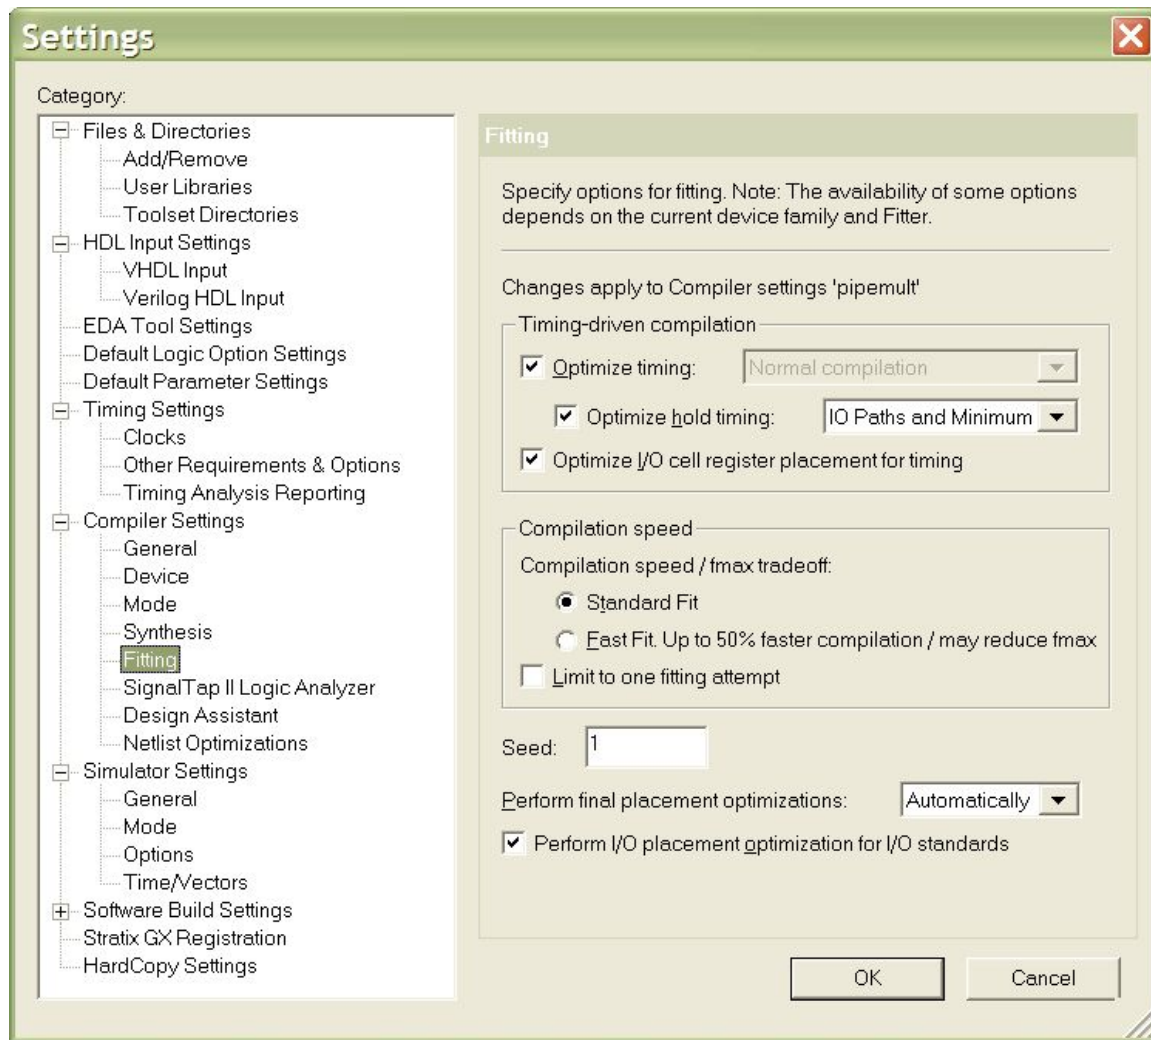 Settings
Category:
Files & Directories
Add/Remove
User Libraries
Toolset Directories
HDL Input Settings
VHDL Input
Verilog HDL Input
EDA Tool Settings
Default Logic Option Settings
Default Parameter Settings
Timing Settings
Clocks
Other Requirements & Options
Timing Analysis Reporting
Compiler Settings
General
Device
Mode
Synthesis
Fitting
SignalTap II Logic Analyzer
Design Assistant
Netlist Optimizations
Simulator Settings
General
Mode
Options
Time/Vectors
Software Build Settings
Stratix GX Registration
HardCopy Settings
Fitting
Specify options for fitting. Note: The availability of some options
depends on the current device family and Fitter.
Changes apply to Compiler settings 'pipemult'
Timing-driven compilation
Optimize timing: Normal compilation
Optimize hold timing: IO Paths and Minimum
Optimize I/O cell register placement for timing
Compilation speed
Compilation speed / fmax tradeoff:
Standard Fit
Fast Fit. Up to 50% faster compilation / may reduce fmax
Limit to one fitting attempt
Seed: 1
Perform final placement optimizations: Automatically
Perform I/O placement optimization for I/O standards
OK Cancel